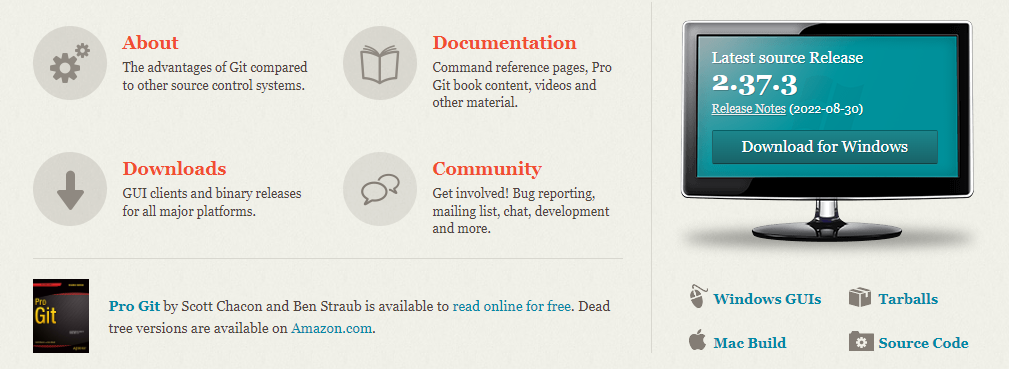 About
The advantages of Git compared
to other source control systems.
Documentation
Command reference pages, Pro
Git book content, videos and
other material.
Downloads
GUI clients and binary releases
for all major platforms.
Community
Get involved! Bug reporting,
mailing list, chat, development
and more.
Pro
Git
Pro Git by Scott Chacon and Ben Straub is available to read online for free. Dead
tree versions are available on Amazon.com.
Latest source Release
2.37.3
Release Notes (2022-08-30)
Download for Windows
Windows GUIs
Tarballs
Mac Build
Source Code